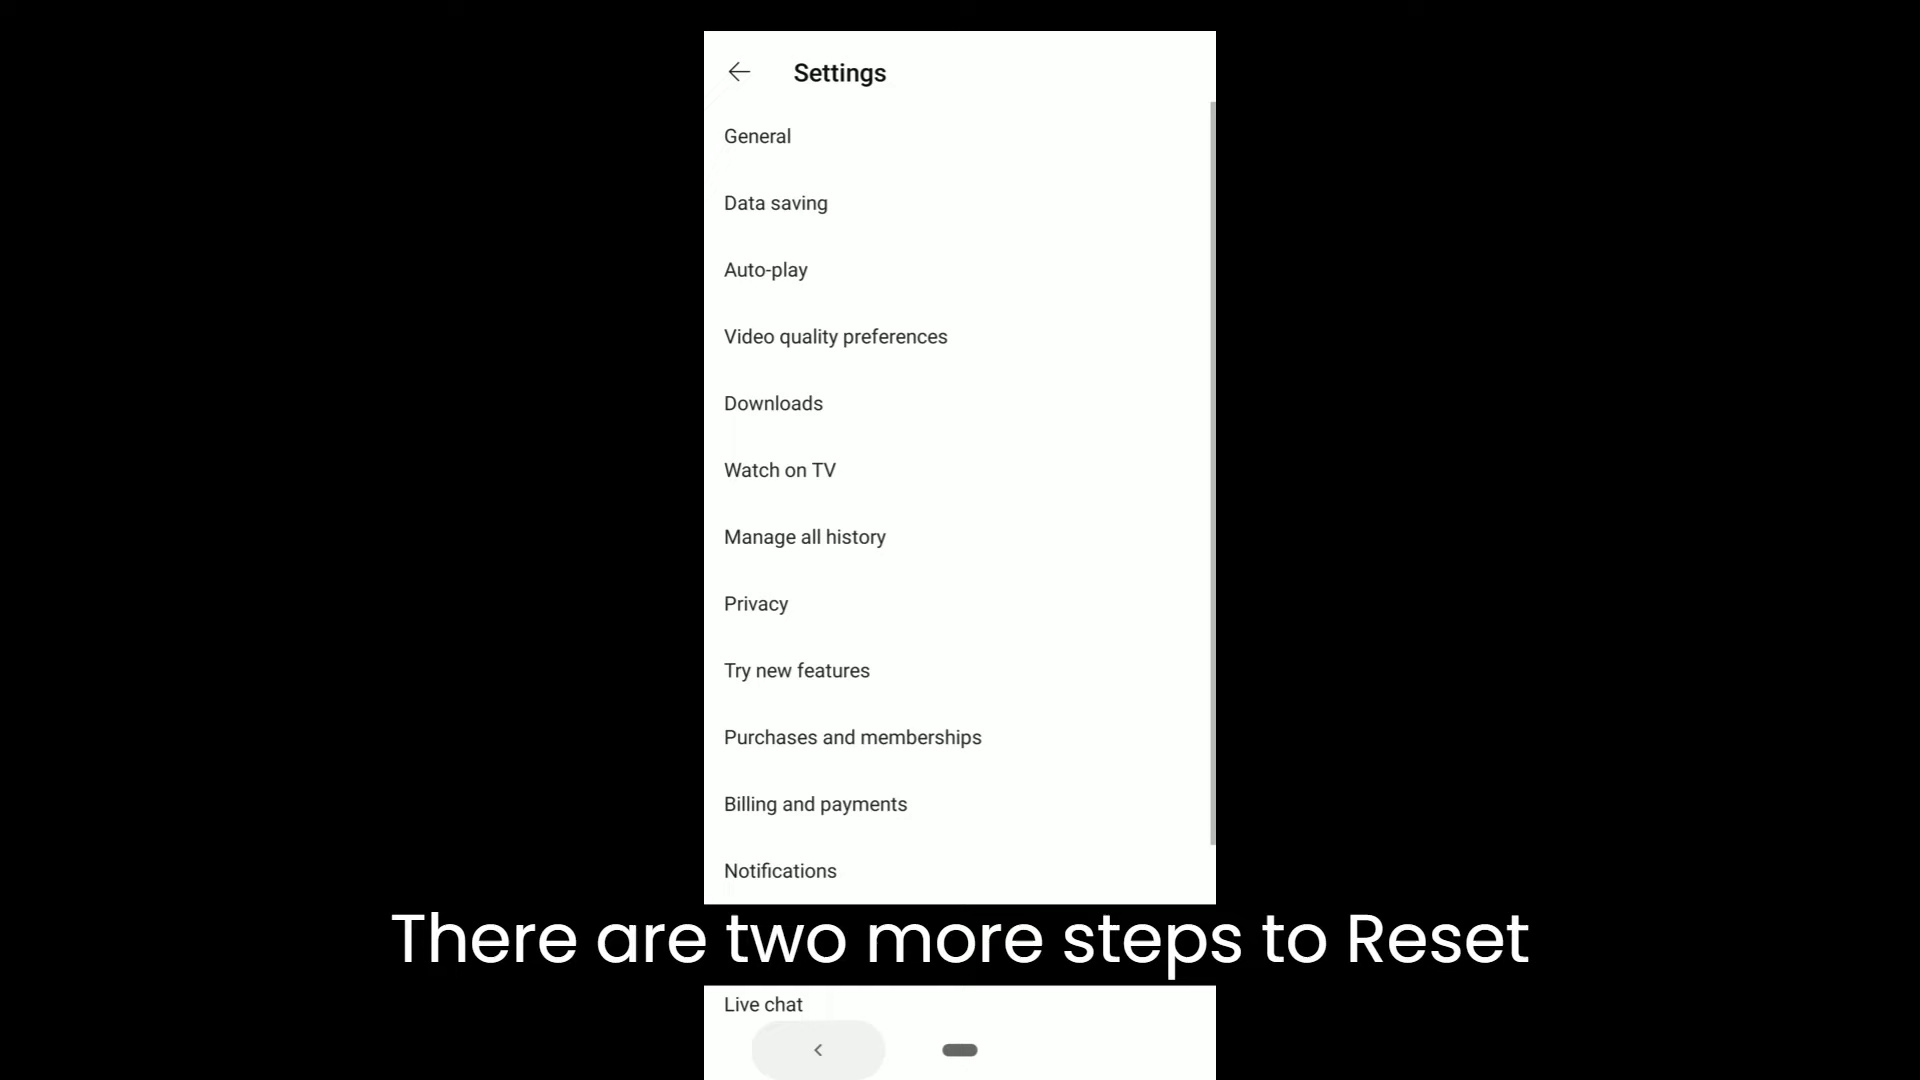 Settings
General
Data saving
Auto-play
Video quality preferences
Downloads
Watch on TV
Manage all history
Privacy
Try new features
Purchases and memberships
Billing and payments
Notifications
There are two more steps to Reset
Live chat